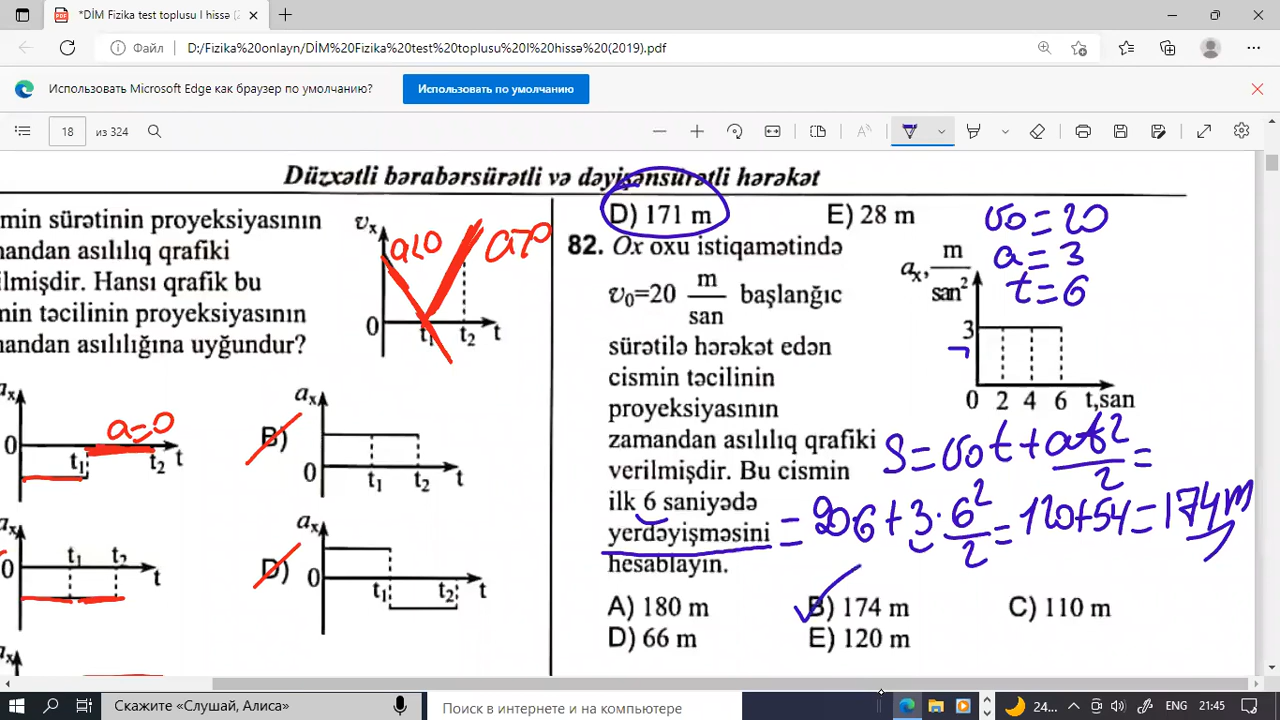 *DİM Fizika test toplusu I hissə (2
Файл D:/Fizika%20onlayn/DİM%20Fizika%20test%20toplusu%20I%20hissə%20(2019).pdf
Использовать Microsoft Edge как браузер по умолчанию? Использовать по умолчанию
18 из 324
Düzxətli bərabərsürətli və dəyişənsürətli hərəkət
smin sürətinin proyeksiyasının
mandan asılılıq qrafiki
ilmişdir. Hansı qrafik bu
min təcilinin proyeksiyasının
mandan asılılığına uyğundur?
vₓ
a<0 a>0
0 t₁ t₂ t
aₓ
a=0
0 t₁ t₂ t
B) aₓ
0 t₁ t₂ t
0 t₁ t₂ t
D) aₓ
0 t₁ t₂ t
D) 171 m E) 28 m
82. Ox oxu istiqamətində
v₀=20 m/san başlanğıc
sürətilə hərəkət edən
cismin təcilinin
proyeksiyasının
zamandan asılılıq qrafiki
verilmişdir. Bu cismin
ilk 6 saniyədə
yerdəyişməsini
hesablayın.
υo=20
a=3
t=6
aₓ, m/san²
3
0 2 4 6 t,san
S=υot+at²/2=
=20·6+3·6²/2=120+54=174m
A) 180 m B) 174 m C) 110 m
D) 66 m E) 120 m
Скажите «Слушай, Алиса» Поиск в интернете и на компьютере 24... ENG 21:45